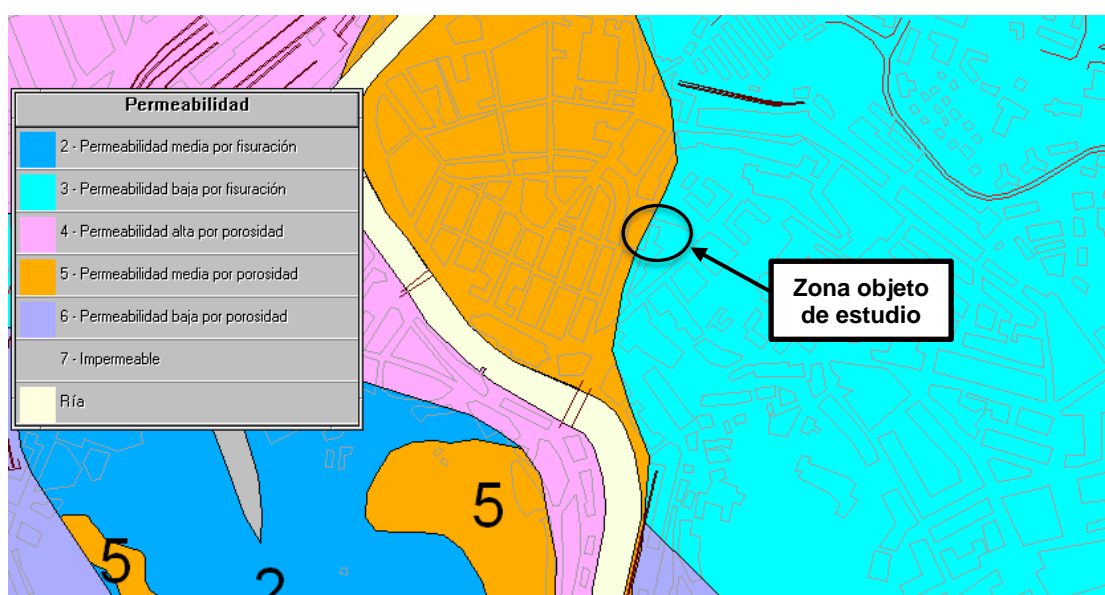 Permeabilidad
2 - Permeabilidad media por fisuración
3 - Permeabilidad baja por fisuración
4 - Permeabilidad alta por porosidad
5 - Permeabilidad media por porosidad
6 - Permeabilidad baja por porosidad
7 - Impermeable
Ría
Zona objeto
de estudio
5
5
2